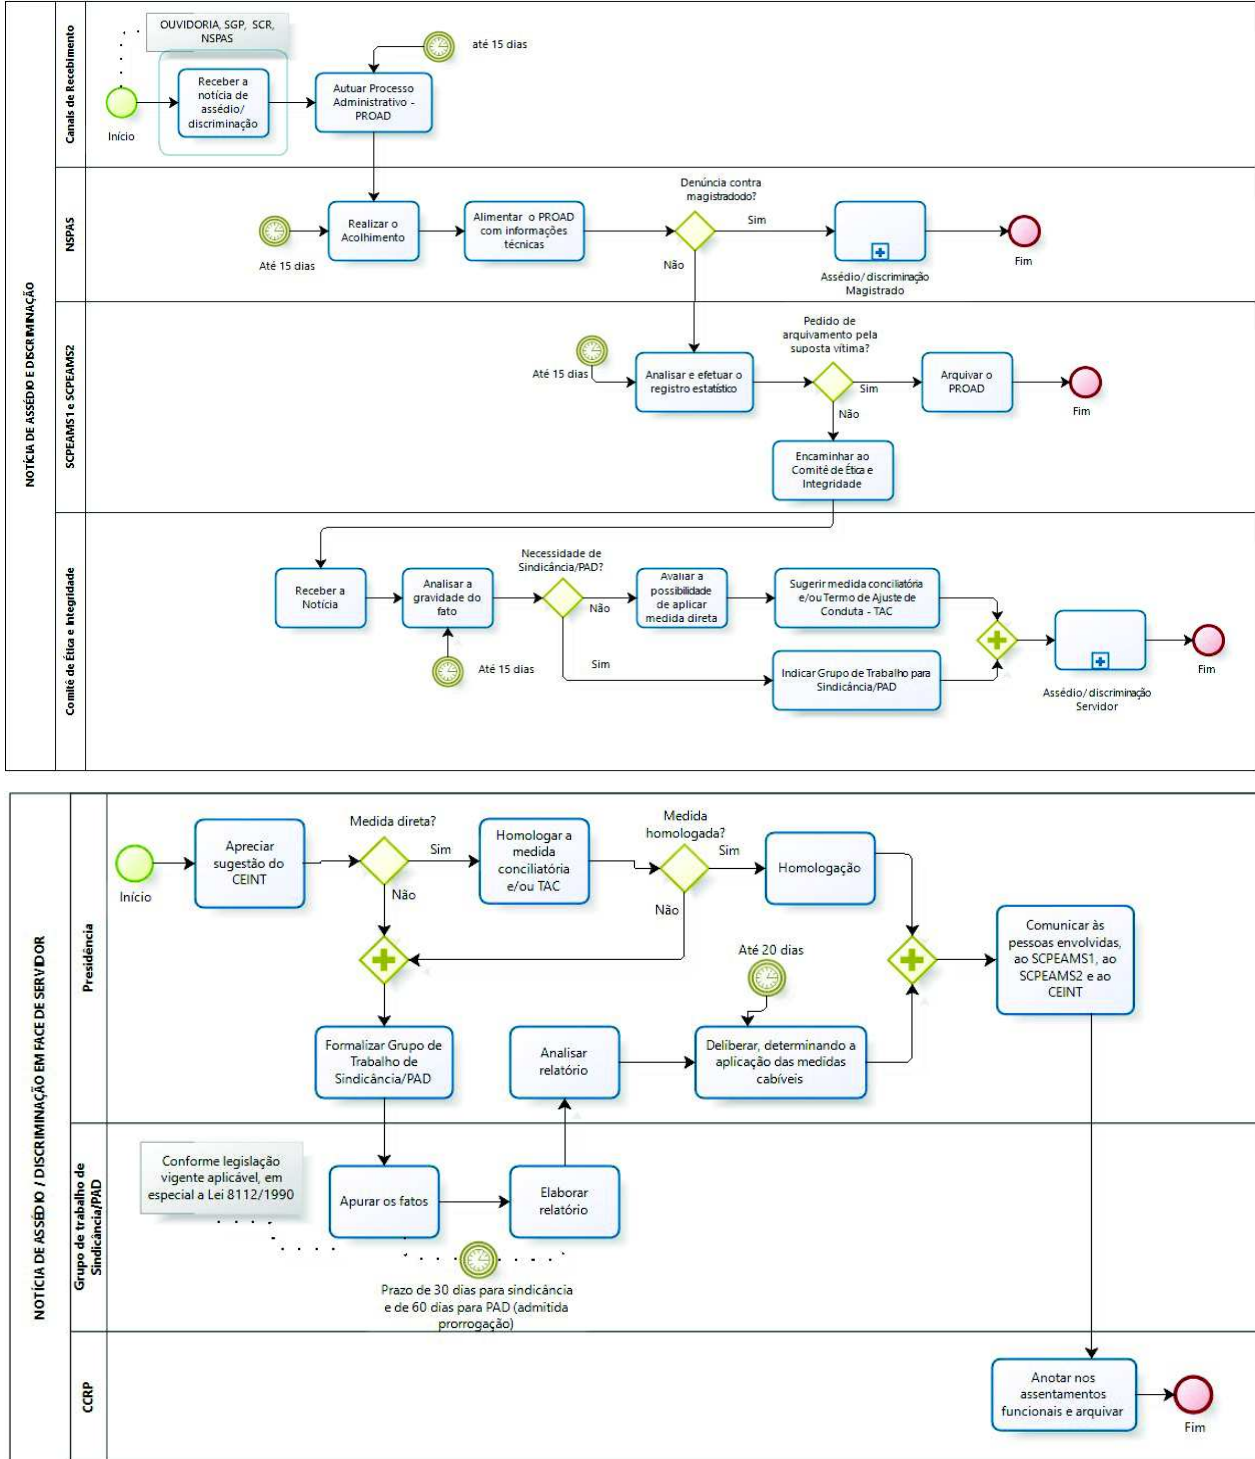 NOTÍCIA DE ASSÉDIO E DISCRIMINAÇÃO
Canais de Recebimento
OUVIDORIA, SGP, SCR,
NSPAS
Início
Receber a
notícia de
assédio/
discriminação
Autuar Processo
Administrativo -
PROAD
até 15 dias
NSPAS
Até 15 dias
Realizar o
Acolhimento
Alimentar o PROAD
com informações
técnicas
Denúncia contra
magistradodo?
Sim
Não
Assédio/ discriminação
Magistrado
Fim
SCPEAMS1 e SCPEAMS2
Até 15 dias
Analisar e efetuar o
registro estatístico
Pedido de
arquivamento pela
suposta vítima?
Sim
Não
Arquivar o
PROAD
Fim
Encaminhar ao
Comitê de Ética e
Integridade
Comitê de Ética e Integridade
Receber a
Notícia
Analisar a
gravidade do
fato
Até 15 dias
Necessidade de
Sindicância/PAD?
Não
Sim
Avaliar a
possibilidade
de aplicar
medida direta
Sugerir medida conciliatória
e/ou Termo de Ajuste de
Conduta - TAC
Indicar Grupo de Trabalho para
Sindicância/PAD
Assédio/ discriminação
Servidor
Fim
NOTÍCIA DE ASSÉDIO / DISCRIMINAÇÃO EM FACE DE SERVIDOR
Presidência
Início
Apreciar
sugestão do
CEINT
Medida direta?
Sim
Não
Homologar a
medida
conciliatória
e/ou TAC
Medida
homologada?
Sim
Não
Homologação
Até 20 dias
Comunicar às
pessoas envolvidas,
ao SCPEAMS1, ao
SCPEAMS2 e ao
CEINT
Formalizar Grupo de
Trabalho de
Sindicância/PAD
Analisar
relatório
Deliberar, determinando a
aplicação das medidas
cabíveis
Grupo de trabalho de
Sindicância/PAD
Conforme legislação
vigente aplicável, em
especial a Lei 8112/1990
Apurar os fatos
Elaborar
relatório
Prazo de 30 dias para sindicância
e de 60 dias para PAD (admitida
prorrogação)
CCRP
Anotar nos
assentamentos
funcionais e arquivar
Fim